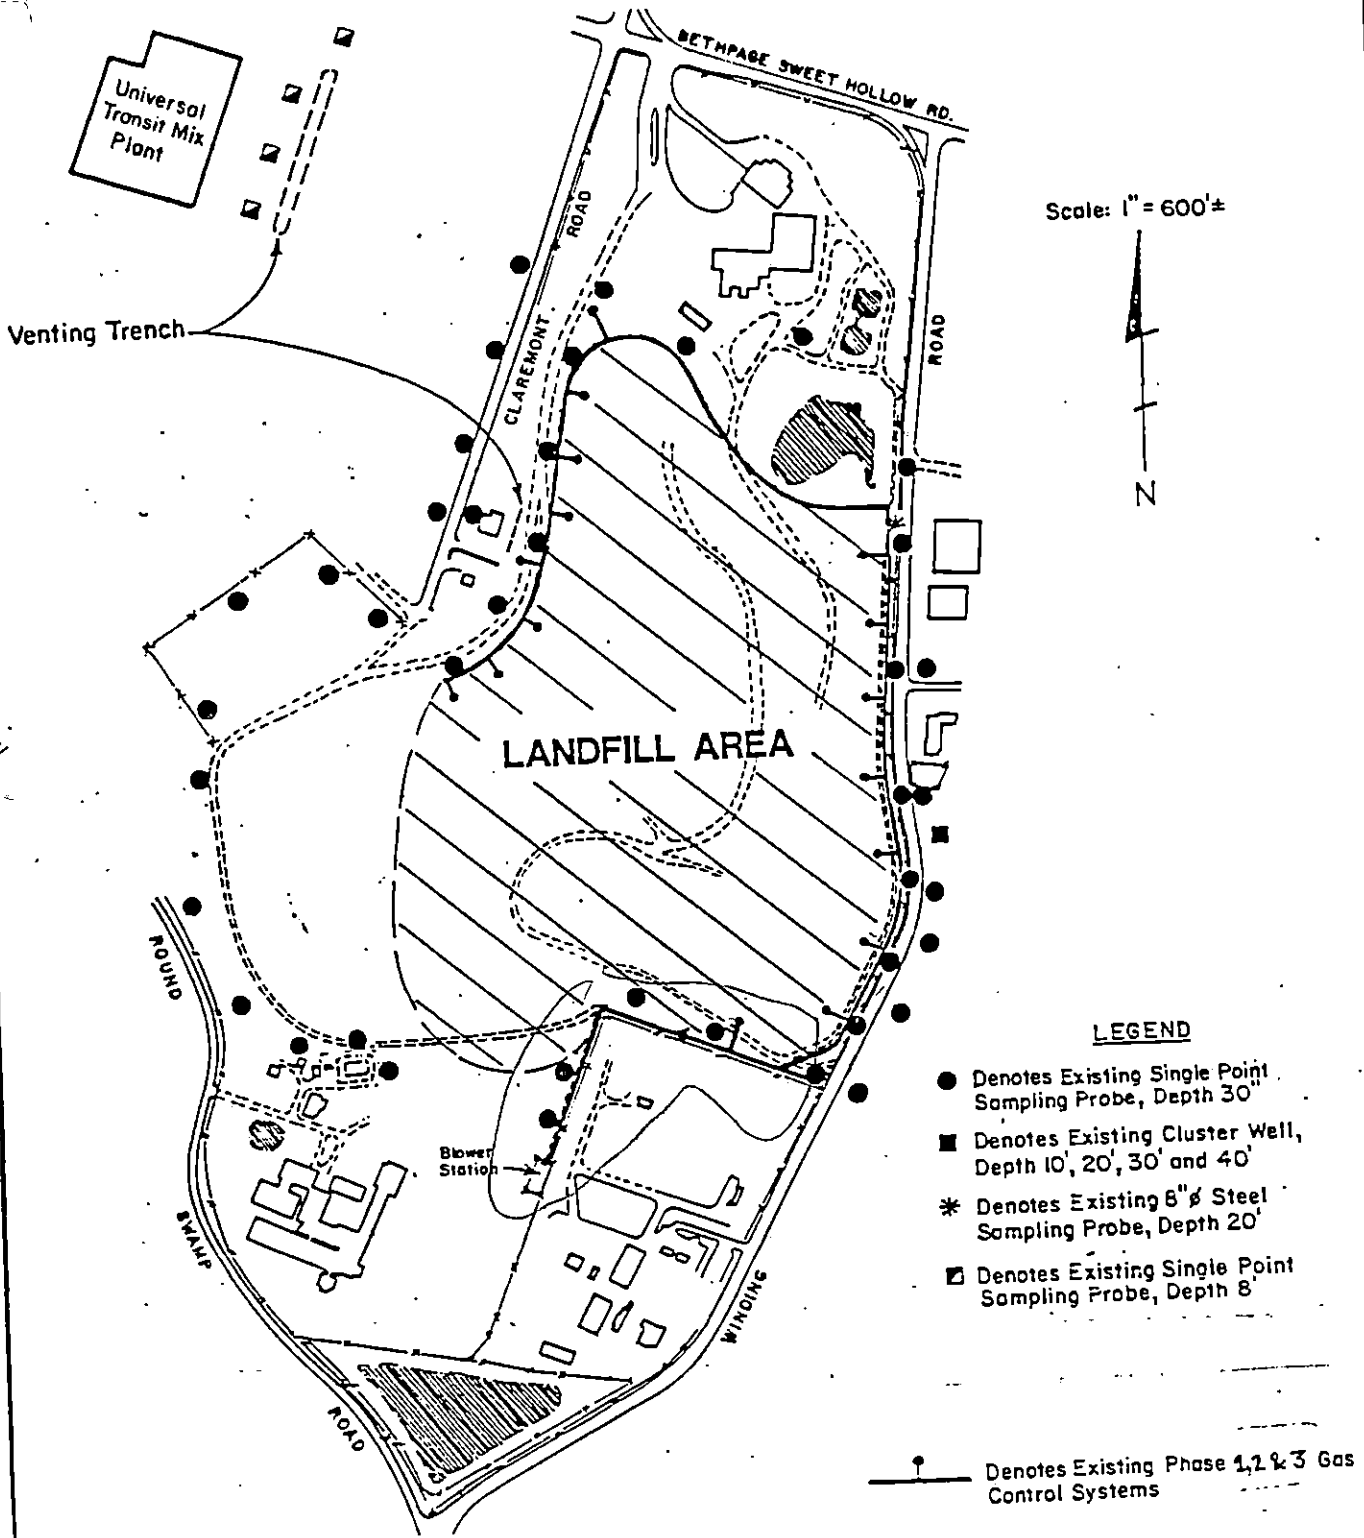 BETHPAGE SWEET HOLLOW RD.
Universal
Transit Mix
Plant
Scale: 1" = 600'±
ROAD
CLAREMONT
ROAD
Venting Trench
N
LANDFILL AREA
ROUND
SWAMP
ROAD
Blower
Station
WINDING
LEGEND
Denotes Existing Single Point
Sampling Probe, Depth 30"
Denotes Existing Cluster Well,
Depth 10', 20', 30' and 40'
Denotes Existing 8"ø Steel
Sampling Probe, Depth 20'
Denotes Existing Single Point
Sampling Probe, Depth 8'
Denotes Existing Phase 1,2 & 3 Gas
Control Systems